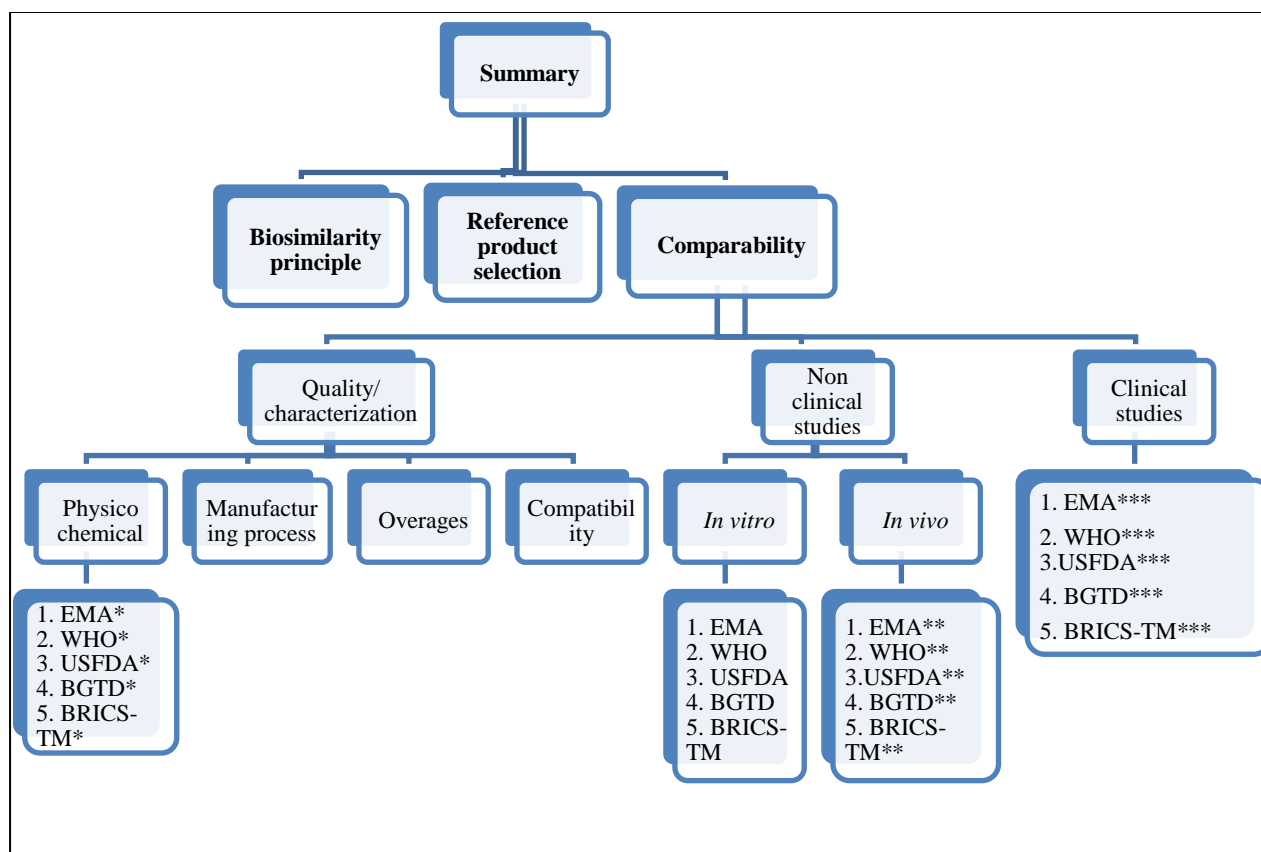 Summary
Biosimilarity
principle
Reference
product
selection
Comparability
Quality/
characterization
Non
clinical
studies
Clinical
studies
Physico
chemical
Manufactur
ing process
Overages
Compatibil
ity
In vitro
In vivo
1. EMA*
2. WHO*
3. USFDA*
4. BGTD*
5. BRICS-
TM*
1. EMA
2. WHO
3. USFDA
4. BGTD
5. BRICS-
TM
1. EMA**
2. WHO**
3.USFDA**
4. BGTD**
5. BRICS-
TM**
1. EMA***
2. WHO***
3.USFDA***
4. BGTD***
5. BRICS-TM***